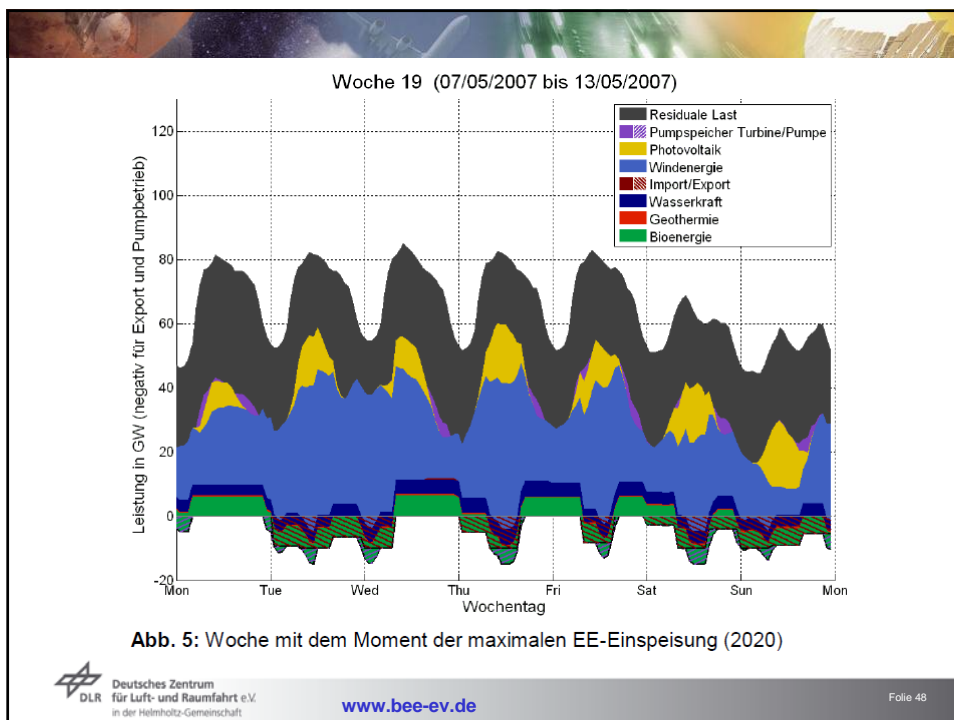 Woche 19 (07/05/2007 bis 13/05/2007)
Leistung in GW (negativ für Export und Pumpbetrieb)
120
100
80
60
40
20
0
-20
Residuale Last
Pumpspeicher Turbine/Pumpe
Photovoltaik
Windenergie
Import/Export
Wasserkraft
Geothermie
Bioenergie
Mon Tue Wed Thu Fri Sat Sun Mon
Wochentag
Abb. 5: Woche mit dem Moment der maximalen EE-Einspeisung (2020)
DLR
Deutsches Zentrum
für Luft- und Raumfahrt e.V.
in der Helmholtz-Gemeinschaft
www.bee-ev.de
Folie 48